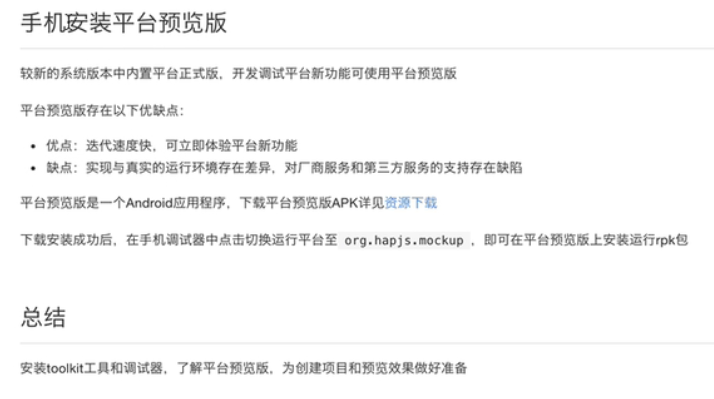 手机安装平台预览版
较新的系统版本中内置平台正式版，开发调试平台新功能可使用平台预览版
平台预览版存在以下优缺点：
• 优点：迭代速度快，可立即体验平台新功能
• 缺点：实现与真实的运行环境存在差异，对厂商服务和第三方服务的支持存在缺陷
平台预览版是一个Android应用程序，下载平台预览版APK详见资源下载
下载安装成功后，在手机调试器中点击切换运行平台至 org.hapjs.mockup ，即可在平台预览版上安装运行rpk包
总结
安装toolkit工具和调试器，了解平台预览版，为创建项目和预览效果做好准备